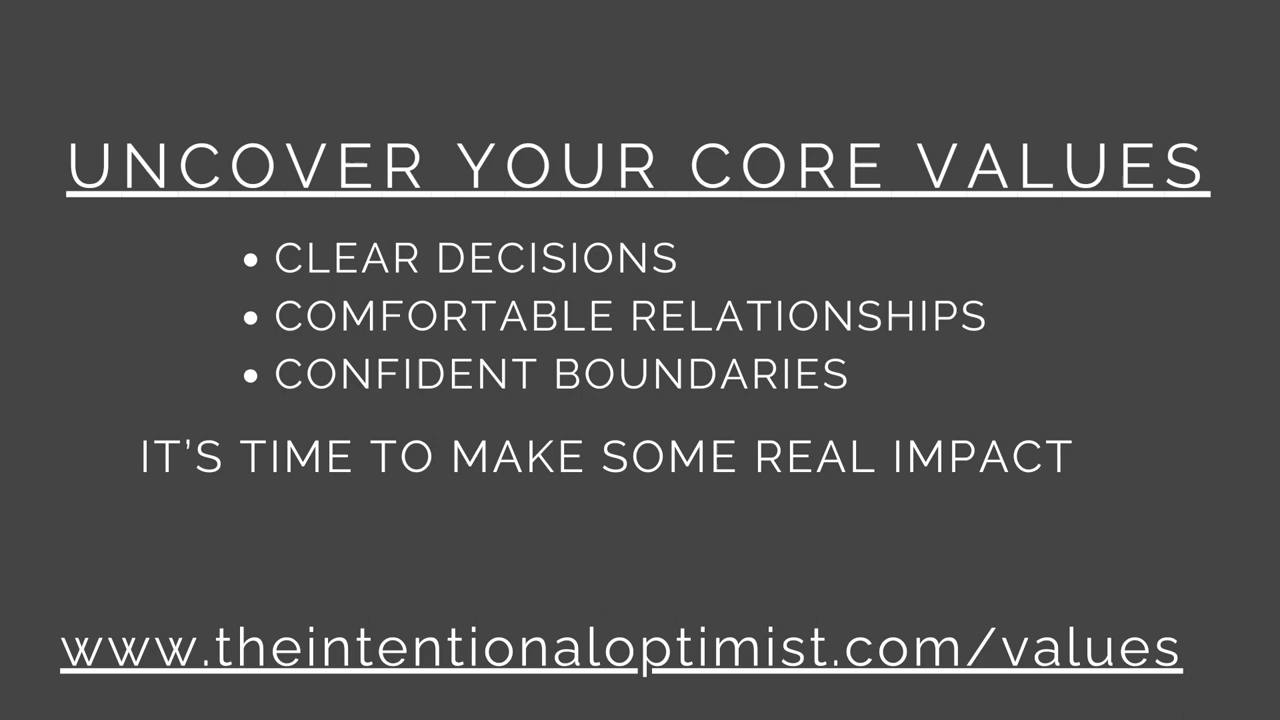 UNCOVER YOUR CORE VALUES
• CLEAR DECISIONS
• COMFORTABLE RELATIONSHIPS
• CONFIDENT BOUNDARIES
IT’S TIME TO MAKE SOME REAL IMPACT
www.theintentionaloptimist.com/values